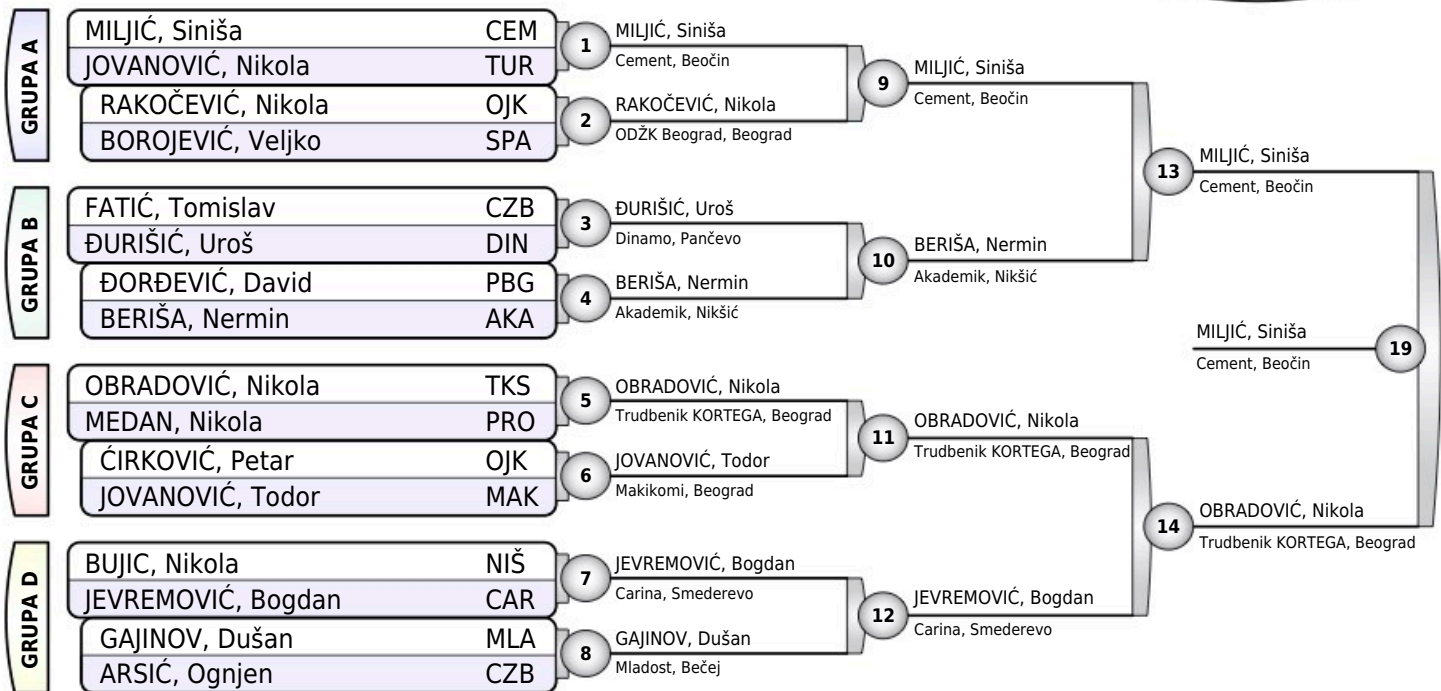 GRUPA A
MILJIĆ, Siniša CEM
JOVANOVIĆ, Nikola TUR
RAKOČEVIĆ, Nikola OJK
BOROJEVIĆ, Veljko SPA
1
MILJIĆ, Siniša
Cement, Beočin
2
RAKOČEVIĆ, Nikola
ODŽK Beograd, Beograd
9
MILJIĆ, Siniša
Cement, Beočin
GRUPA B
FATIĆ, Tomislav CZB
ĐURIŠIĆ, Uroš DIN
ĐORĐEVIĆ, David PBG
BERIŠA, Nermin AKA
3
ĐURIŠIĆ, Uroš
Dinamo, Pančevo
4
BERIŠA, Nermin
Akademik, Nikšić
10
BERIŠA, Nermin
Akademik, Nikšić
13
MILJIĆ, Siniša
Cement, Beočin
GRUPA C
OBRADOVIĆ, Nikola TKS
MEDAN, Nikola PRO
ĆIRKOVIĆ, Petar OJK
JOVANOVIĆ, Todor MAK
5
OBRADOVIĆ, Nikola
Trudbenik KORTEGA, Beograd
6
JOVANOVIĆ, Todor
Makikomi, Beograd
11
OBRADOVIĆ, Nikola
Trudbenik KORTEGA, Beograd
GRUPA D
BUJIC, Nikola NIŠ
JEVREMOVIĆ, Bogdan CAR
GAJINOV, Dušan MLA
ARSIĆ, Ognjen CZB
7
JEVREMOVIĆ, Bogdan
Carina, Smederevo
8
GAJINOV, Dušan
Mladost, Bečej
12
JEVREMOVIĆ, Bogdan
Carina, Smederevo
14
OBRADOVIĆ, Nikola
Trudbenik KORTEGA, Beograd
MILJIĆ, Siniša
Cement, Beočin
19